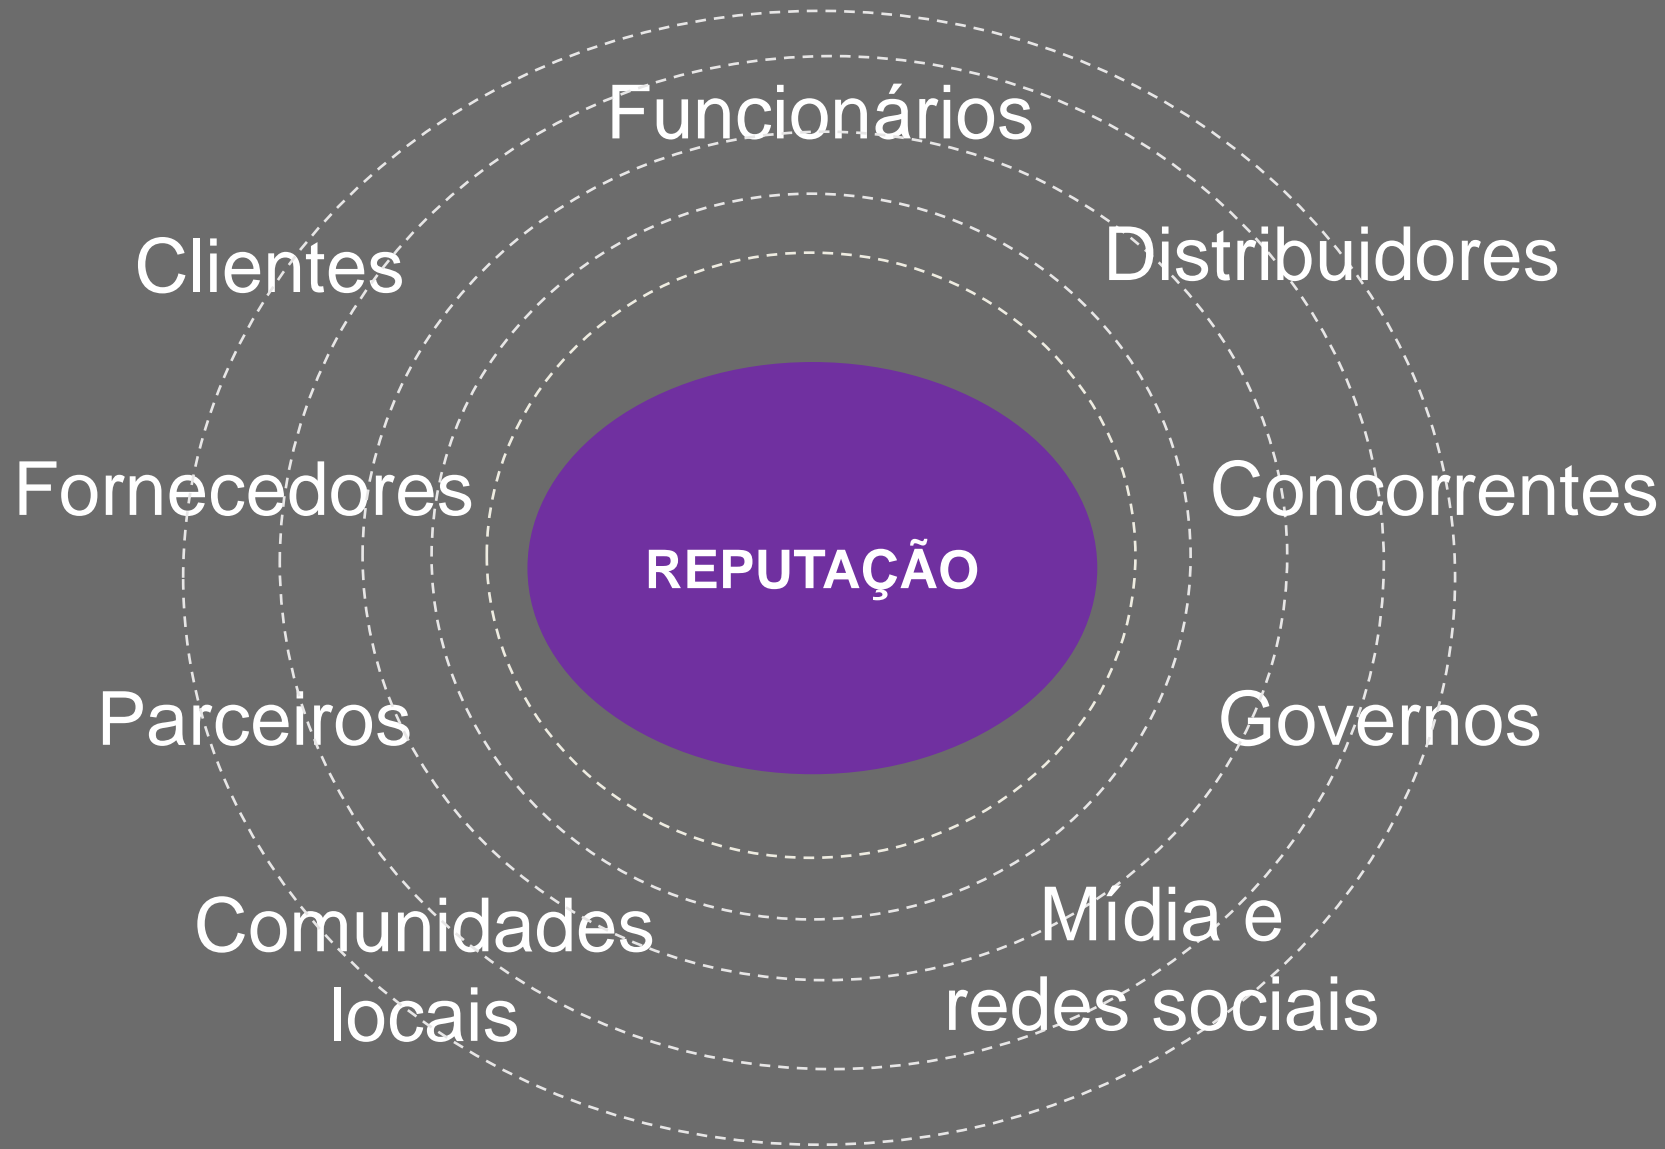 Funcionários
Clientes
Distribuidores
Fornecedores
Concorrentes
REPUTAÇÃO
Parceiros
Governos
Comunidades
locais
Mídia e
redes sociais